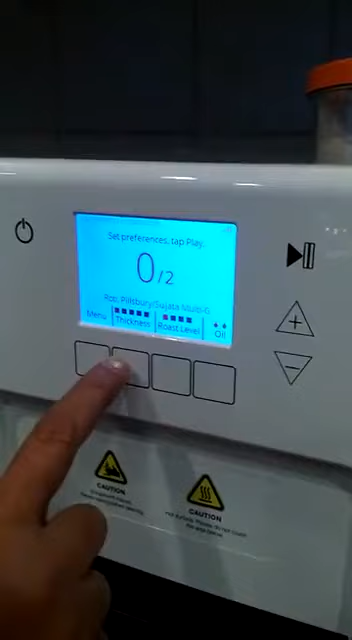 Set preferences, tap Play.
0/2
Roti, Pillsbury/Sujata Multi-G
Menu
Thickness
Roast Level
Oil
CAUTION
CAUTION